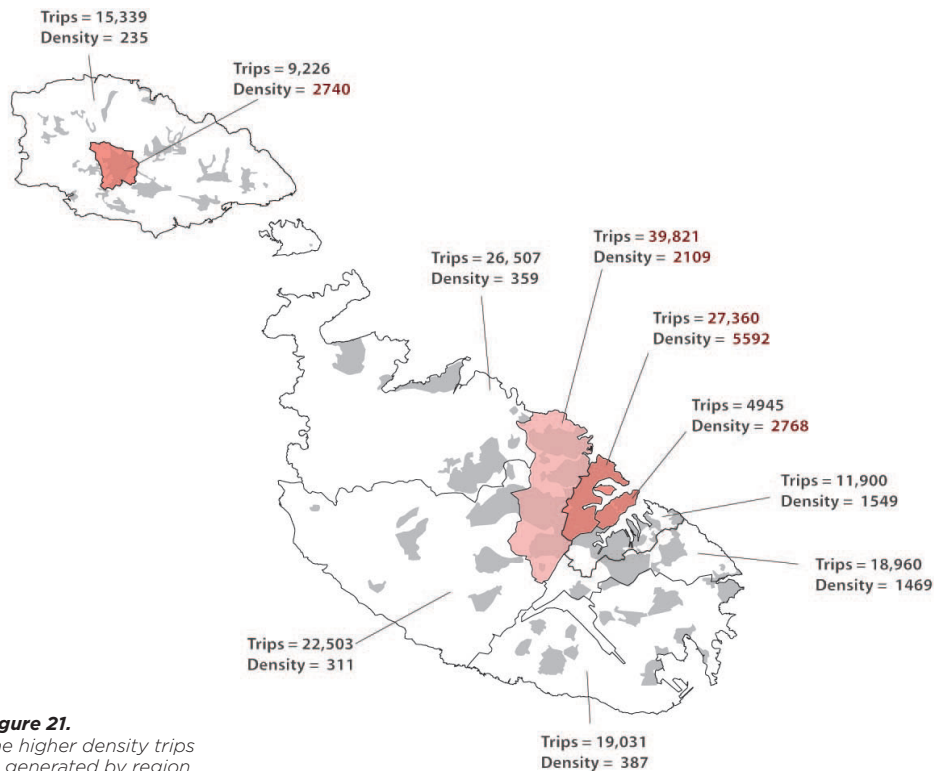 Trips = 15,339
Density = 235
Trips = 9,226
Density = 2740
Trips = 39,821
Density = 2109
Trips = 26, 507
Density = 359
Trips = 27,360
Density = 5592
Trips = 4945
Density = 2768
Trips = 11,900
Density = 1549
Trips = 18,960
Density = 1469
Trips = 22,503
Density = 311
Trips = 19,031
Density = 387
gure 21.
e higher density trips
generated by region